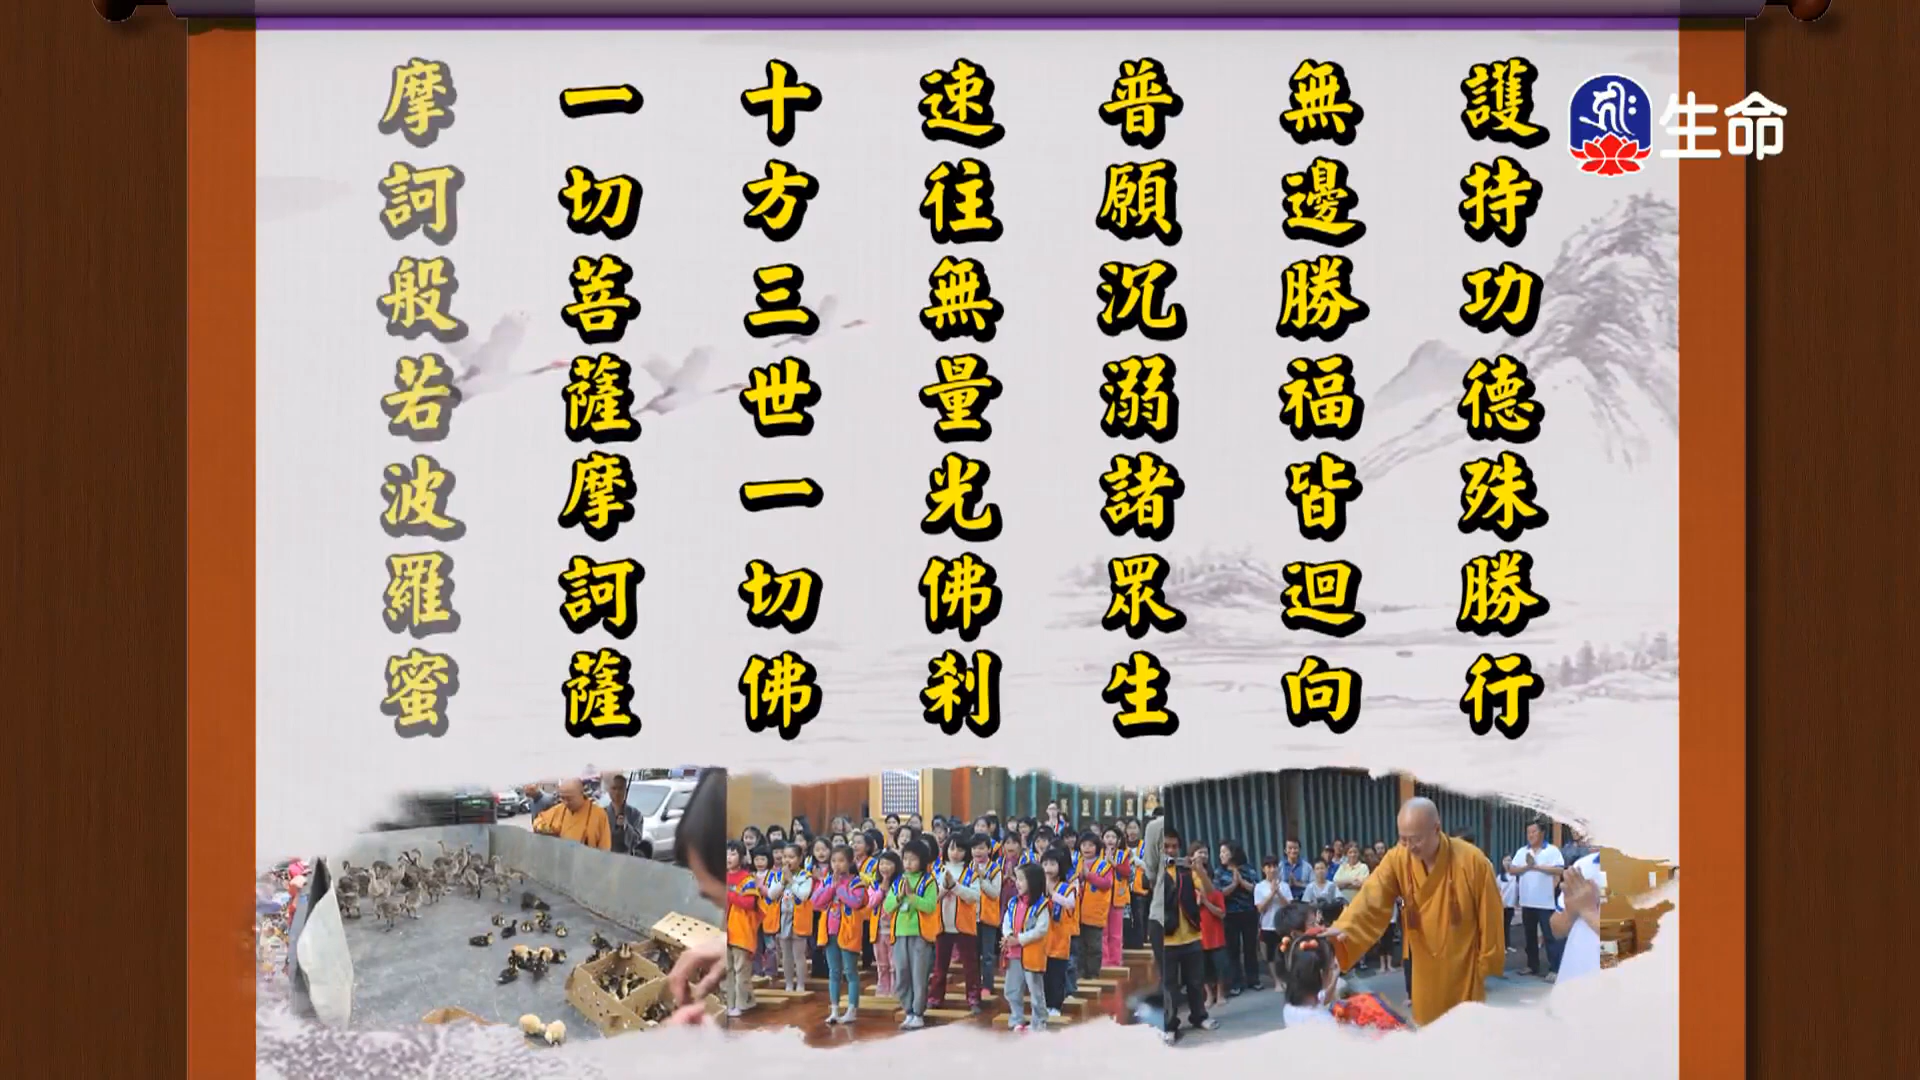 護持功德殊勝行
無邊勝福皆迴向
普願沉溺諸眾生
速往無量光佛剎
十方三世一切佛
一切菩薩摩訶薩
摩訶般若波羅蜜
生命